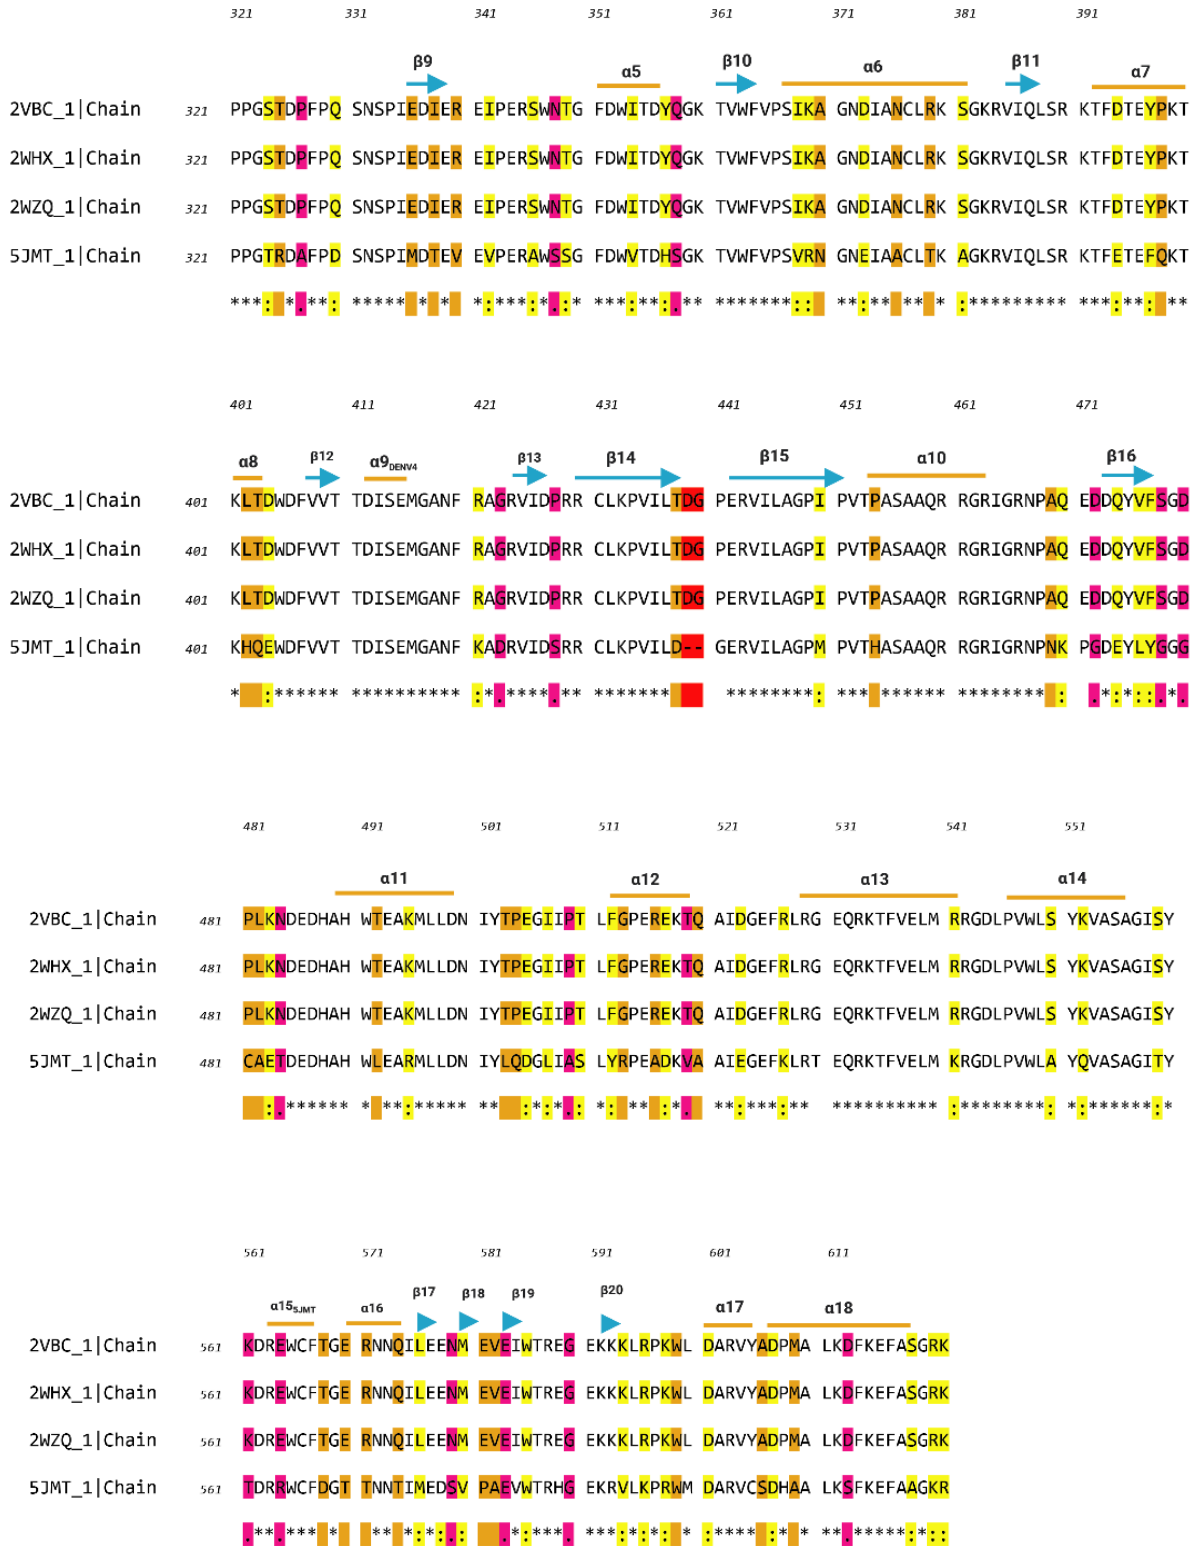 321 331 341 351 361 371 381 391
β9 α5 β10 α6 β11 α7
2VBC_1|Chain 321 PPGSTDPFPQ SNSPIEDIER EIPERSWNTG FDWITDYQGK TVWFVPSIKA GNDIANCLRK SGKRVIQLSR KTFDTEYPKT
2WHX_1|Chain 321 PPGSTDPFPQ SNSPIEDIER EIPERSWNTG FDWITDYQGK TVWFVPSIKA GNDIANCLRK SGKRVIQLSR KTFDTEYPKT
2WZQ_1|Chain 321 PPGSTDPFPQ SNSPIEDIER EIPERSWNTG FDWITDYQGK TVWFVPSIKA GNDIANCLRK SGKRVIQLSR KTFDTEYPKT
5JMT_1|Chain 321 PPGTRDAFPD SNSPIMDTEV EVPERAWSSG FDWVTDHSGK TVWFVPSVRN GNEIAACLTK AGKRVIQLSR KTFETEFQKT
***: *.**: ***** * * *:***:*.:* ***:**:.** *******:: **:** ** * :********* ***:**: **
401 411 421 431 441 451 461 471
α8 β12 α9DENV4 β13 β14 β15 α10 β16
2VBC_1|Chain 401 KLTDWDFVVT TDISEMGANF RAGRVIDPRR CLKPVILTDG PERVILAGPI PVTPASAAQR RGRIGRNPAQ EDDQYVFSGD
2WHX_1|Chain 401 KLTDWDFVVT TDISEMGANF RAGRVIDPRR CLKPVILTDG PERVILAGPI PVTPASAAQR RGRIGRNPAQ EDDQYVFSGD
2WZQ_1|Chain 401 KLTDWDFVVT TDISEMGANF RAGRVIDPRR CLKPVILTDG PERVILAGPI PVTPASAAQR RGRIGRNPAQ EDDQYVFSGD
5JMT_1|Chain 401 KHQEWDFVVT TDISEMGANF KADRVIDSRR CLKPVILD-- GERVILAGPM PVTHASAAQR RGRIGRNPNK PGDEYLYGGG
* :****** ********** :*.****.** ******* ********: *** ****** ******** : .*:*::.*.
481 491 501 511 521 531 541 551
α11 α12 α13 α14
2VBC_1|Chain 481 PLKNDEDHAH WTEAKMLLDN IYTPEGIIPT LFGPEREKTQ AIDGEFRLRG EQRKTFVELM RRGDLPVWLS YKVASAGISY
2WHX_1|Chain 481 PLKNDEDHAH WTEAKMLLDN IYTPEGIIPT LFGPEREKTQ AIDGEFRLRG EQRKTFVELM RRGDLPVWLS YKVASAGISY
2WZQ_1|Chain 481 PLKNDEDHAH WTEAKMLLDN IYTPEGIIPT LFGPEREKTQ AIDGEFRLRG EQRKTFVELM RRGDLPVWLS YKVASAGISY
5JMT_1|Chain 481 CAETDEDHAH WLEARMLLDN IYLQDGLIAS LYRPEADKVA AIEGEFKLRT EQRKTFVELM KRGDLPVWLA YQVASAGITY
:.****** * **:***** ** :*:*.: *: ** :*. **:***:** ********** :********: *:******:*
561 571 581 591 601 611
α155JMT α16 β17 β18 β19 β20 α17 α18
2VBC_1|Chain 561 KDREWCFTGE RNNQILEENM EVEIWTREG EKKKLRPKWL DARVYADPMA LKDFKEFASGRK
2WHX_1|Chain 561 KDREWCFTGE RNNQILEENM EVEIWTREG EKKKLRPKWL DARVYADPMA LKDFKEFASGRK
2WZQ_1|Chain 561 KDREWCFTGE RNNQILEENM EVEIWTREG EKKKLRPKWL DARVYADPMA LKDFKEFASGRK
5JMT_1|Chain 561 TDRRWCFDGT TNNTIMEDSV PAEVWTRHG EKRVLKPRWM DARVCSDHAA LKSFKEFAAGKR
.**.*** * ** *:*:.: .*:***.* **:*:*: :**** * * **.*****:*::